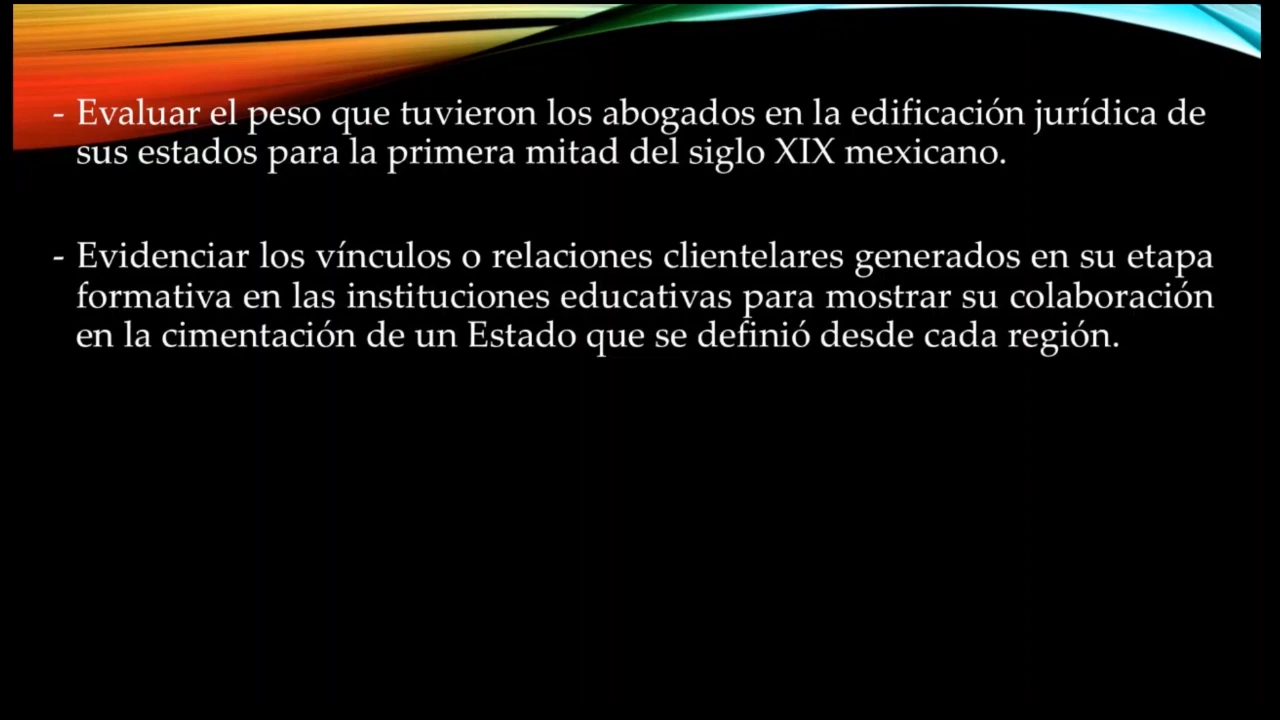 - Evaluar el peso que tuvieron los abogados en la edificación jurídica de
sus estados para la primera mitad del siglo XIX mexicano.
- Evidenciar los vínculos o relaciones clientelares generados en su etapa
formativa en las instituciones educativas para mostrar su colaboración
en la cimentación de un Estado que se definió desde cada región.